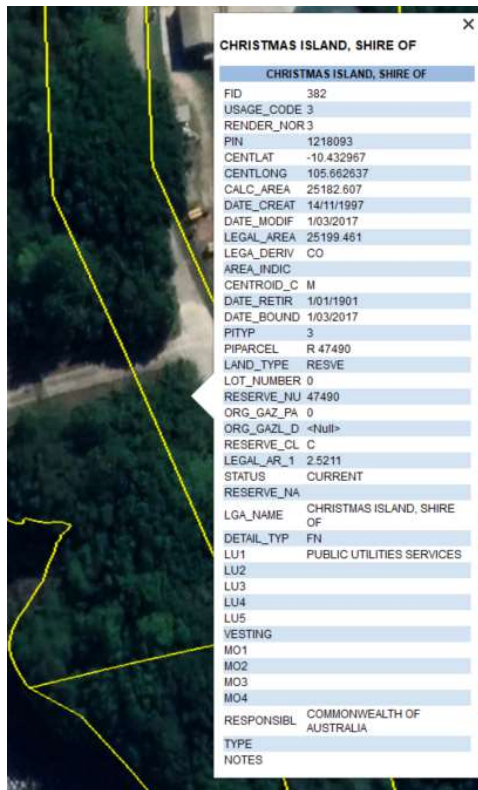 ×
CHRISTMAS ISLAND, SHIRE OF
CHRISTMAS ISLAND, SHIRE OF
FID 382
USAGE_CODE 3
RENDER_NOR 3
PIN 1218093
CENTLAT -10.432967
CENTLONG 105.662637
CALC_AREA 25182.607
DATE_CREAT 14/11/1997
DATE_MODIF 1/03/2017
LEGAL_AREA 25199.461
LEGA_DERIV CO
AREA_INDIC
CENTROID_C M
DATE_RETIR 1/01/1901
DATE_BOUND 1/03/2017
PITYP 3
PIPARCEL R 47490
LAND_TYPE RESVE
LOT_NUMBER 0
RESERVE_NU 47490
ORG_GAZ_PA 0
ORG_GAZL_D <Null>
RESERVE_CL C
LEGAL_AR_1 2.5211
STATUS CURRENT
RESERVE_NA
LGA_NAME CHRISTMAS ISLAND, SHIRE
OF
DETAIL_TYP FN
LU1 PUBLIC UTILITIES SERVICES
LU2
LU3
LU4
LU5
VESTING
MO1
MO2
MO3
MO4
RESPONSIBL COMMONWEALTH OF
AUSTRALIA
TYPE
NOTES